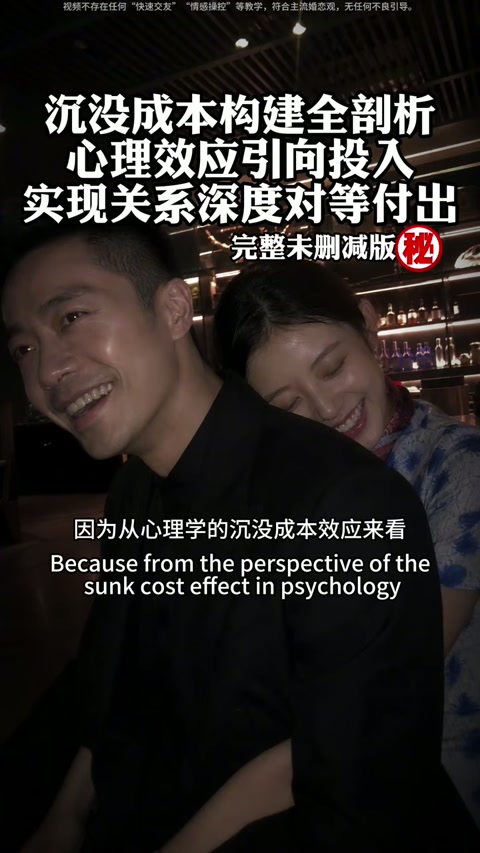 视频不存在任何“快速交友”“情感操控”等教学，符合主流婚恋观，无任何不良引导。
沉没成本构建全剖析
心理效应引向投入
实现关系深度对等付出
完整未删减版 秘
因为从心理学的沉没成本效应来看
Because from the perspective of the
sunk cost effect in psychology